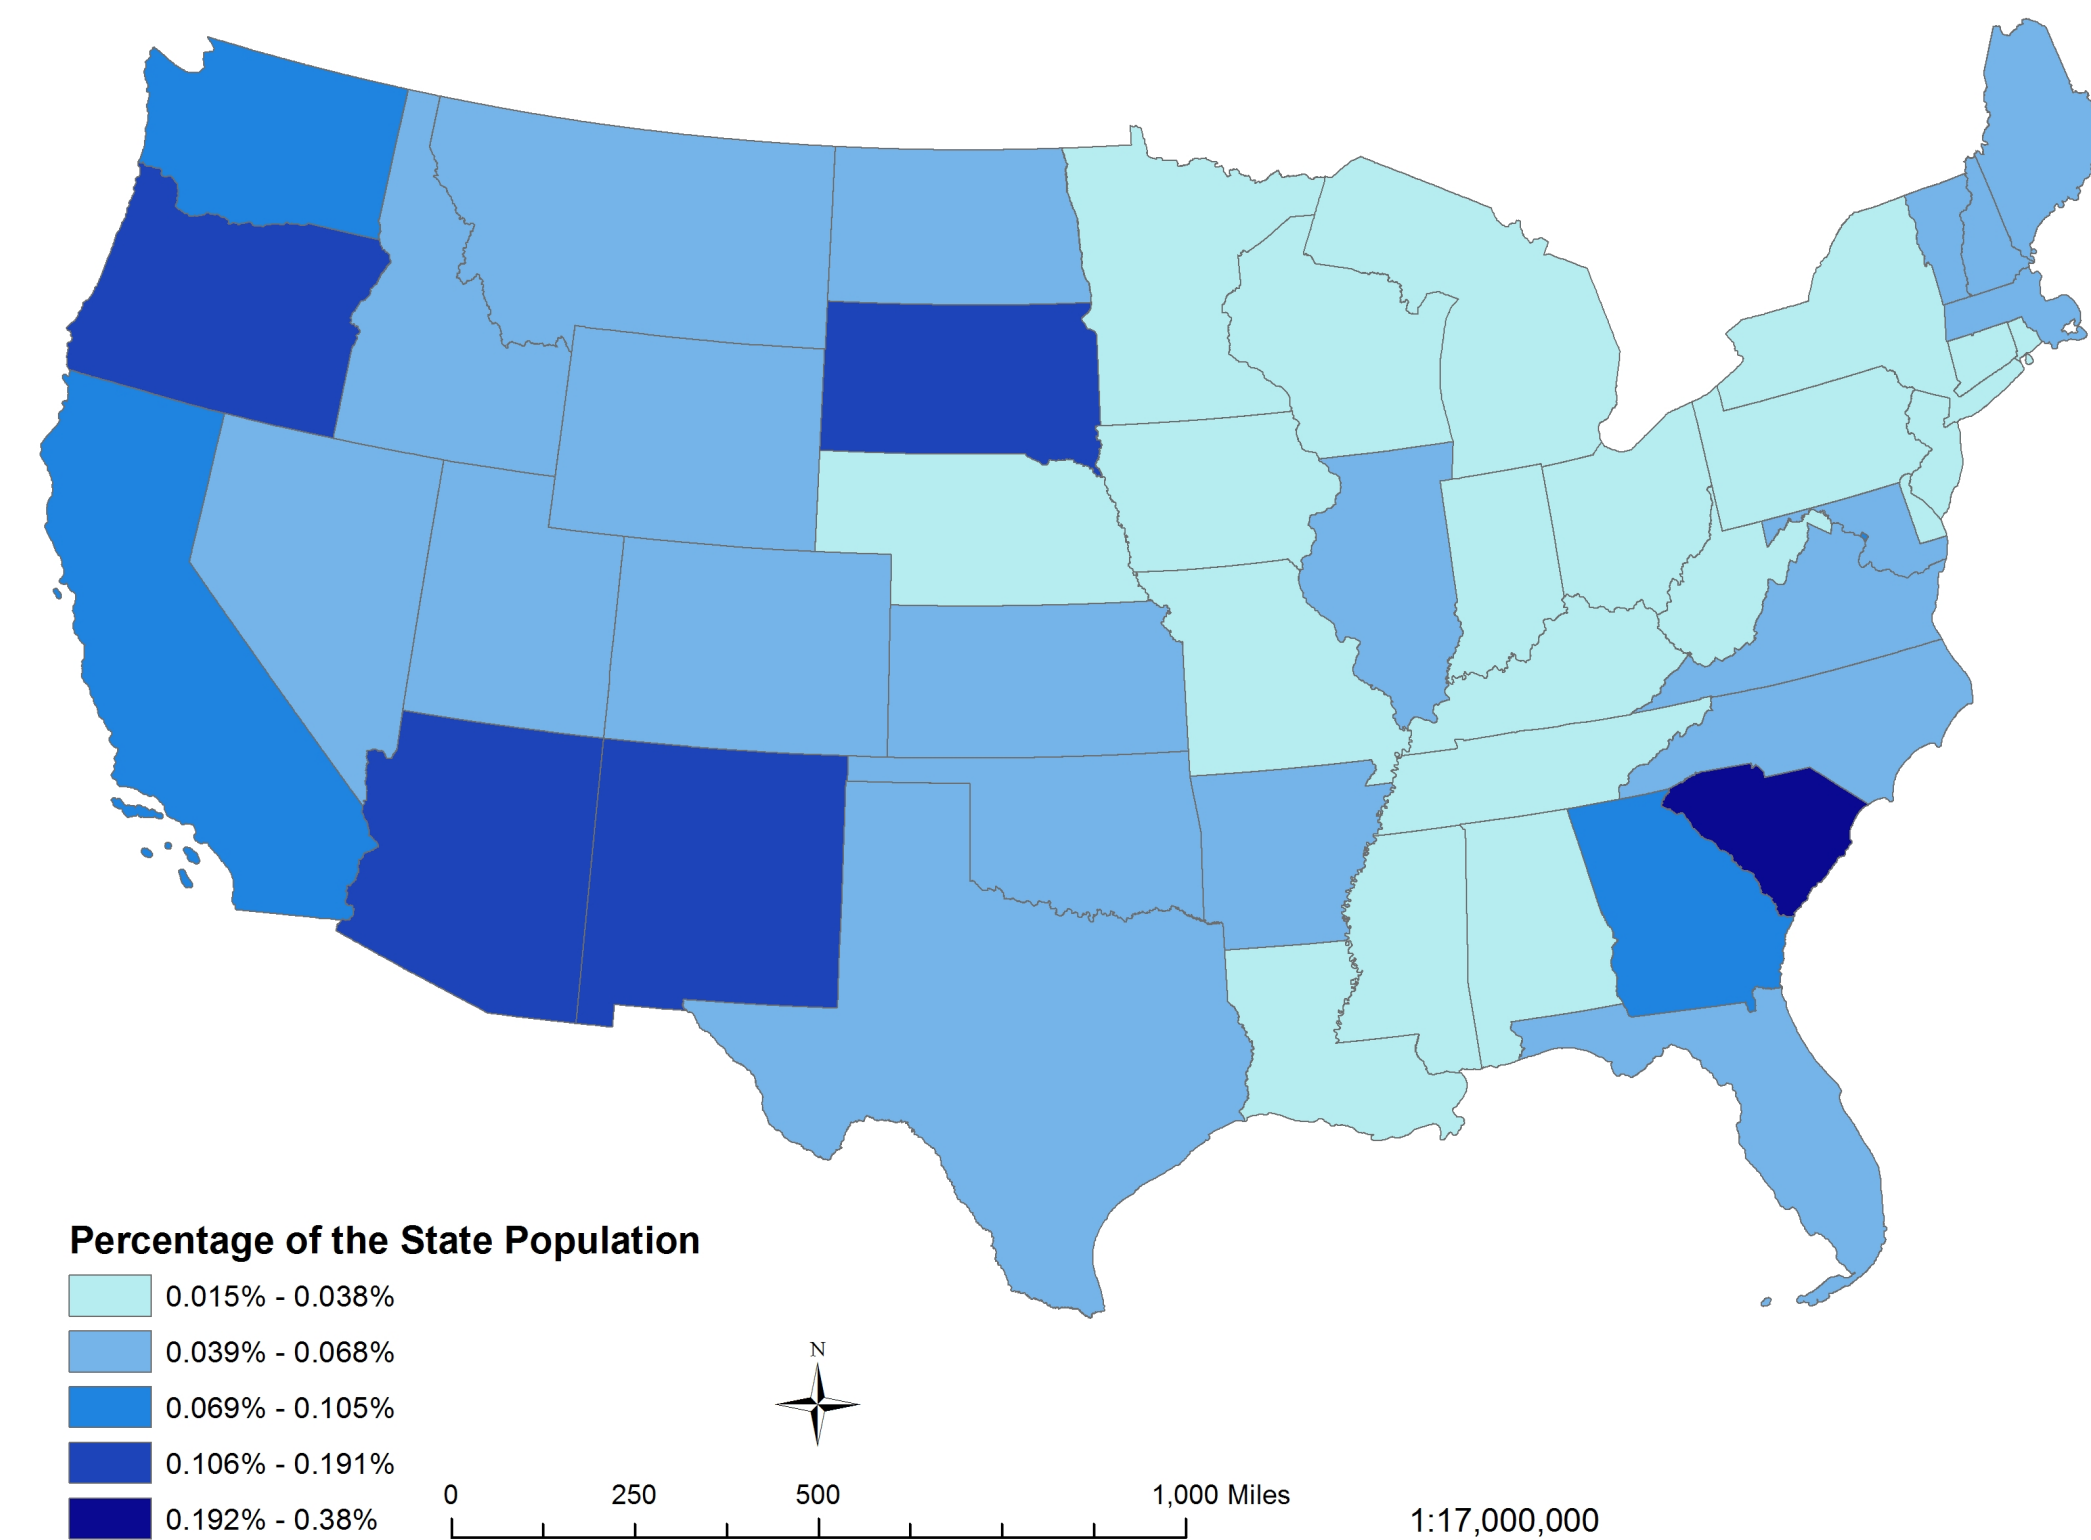 Percentage of the State Population
0.015% - 0.038%
0.039% - 0.068%
0.069% - 0.105%
0.106% - 0.191%
0.192% - 0.38%
N
0 250 500 1,000 Miles
1:17,000,000